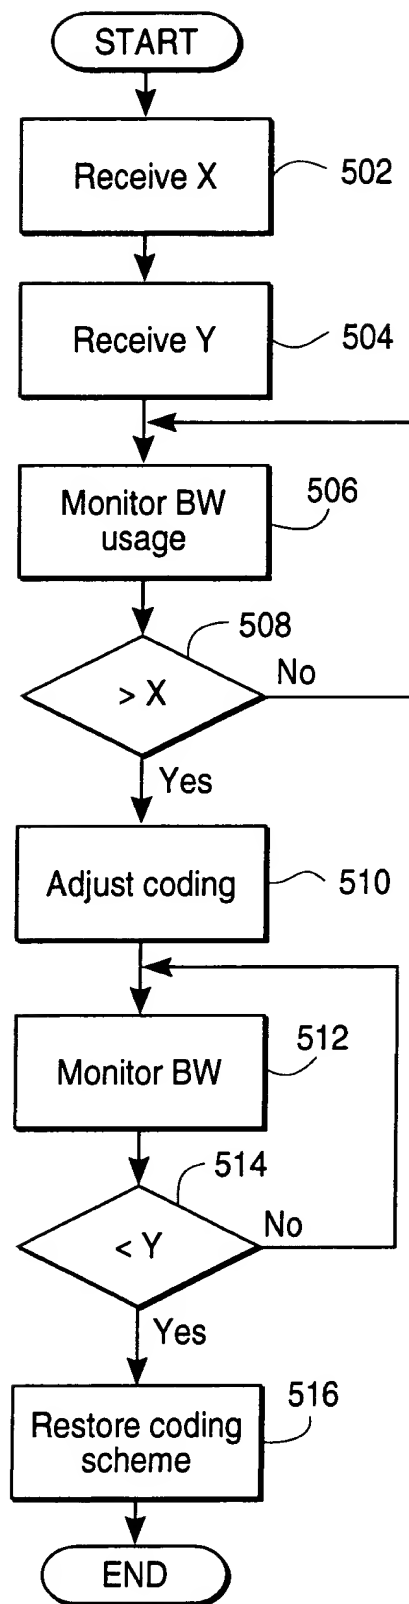 START
Receive X
502
Receive Y
504
Monitor BW
usage
506
508
> X
No
Yes
Adjust coding
510
Monitor BW
512
514
< Y
No
Yes
Restore coding
scheme
516
END